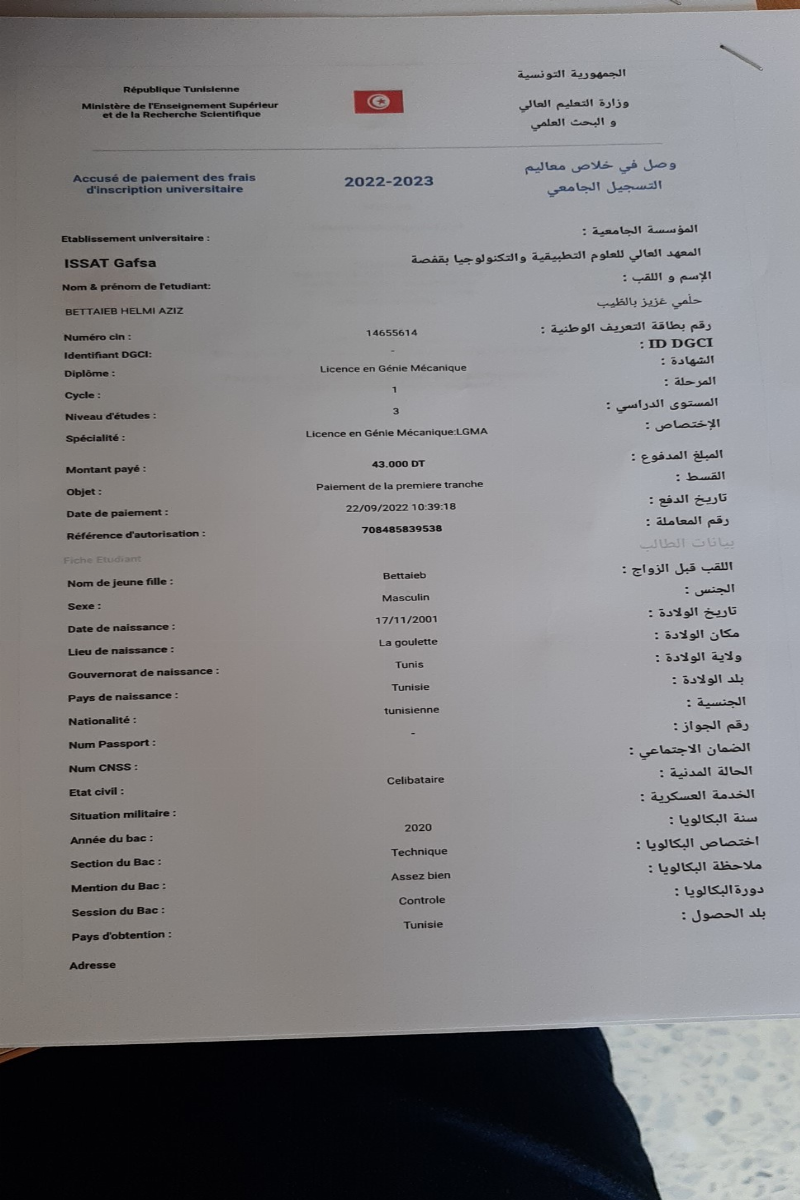 République Tunisienne
Ministère de l'Enseignement Supérieur
et de la Recherche Scientifique
الجمهورية التونسية
وزارة التعليم العالي
و البحث العلمي
Accusé de paiement des frais
d'inscription universitaire
2022-2023
وصل في خلاص معاليم
التسجيل الجامعي
Etablissement universitaire : المؤسسة الجامعية :
ISSAT Gafsa المعهد العالي للعلوم التطبيقية والتكنولوجيا بقفصة
Nom & prénom de l'etudiant: الإسم و اللقب :
BETTAIEB HELMI AZIZ حلمي عزيز بالطيب
Numéro cin : 14655614 رقم بطاقة التعريف الوطنية :
Identifiant DGCI: - ID DGCI :
Diplôme : Licence en Génie Mécanique الشهادة :
Cycle : 1 المرحلة :
Niveau d'études : 3 المستوى الدراسي :
Spécialité : Licence en Génie Mécanique:LGMA الإختصاص :
Montant payé : 43.000 DT المبلغ المدفوع :
Objet : Paiement de la premiere tranche القسط :
Date de paiement : 22/09/2022 10:39:18 تاريخ الدفع :
Référence d'autorisation : 708485839538 رقم المعاملة :
Fiche Etudiant بيانات الطالب
Nom de jeune fille : Bettaieb اللقب قبل الزواج :
Sexe : Masculin الجنس :
Date de naissance : 17/11/2001 تاريخ الولادة :
Lieu de naissance : La goulette مكان الولادة :
Gouvernorat de naissance : Tunis ولاية الولادة :
Pays de naissance : Tunisie بلد الولادة :
Nationalité : tunisienne الجنسية :
Num Passport : - رقم الجواز :
Num CNSS : الضمان الاجتماعي :
Etat civil : Celibataire الحالة المدنية :
Situation militaire : الخدمة العسكرية :
Année du bac : 2020 سنة البكالويا :
Section du Bac : Technique اختصاص البكالويا :
Mention du Bac : Assez bien ملاحظة البكالويا :
Session du Bac : Controle دورةالبكالويا :
Pays d'obtention : Tunisie بلد الحصول :
Adresse